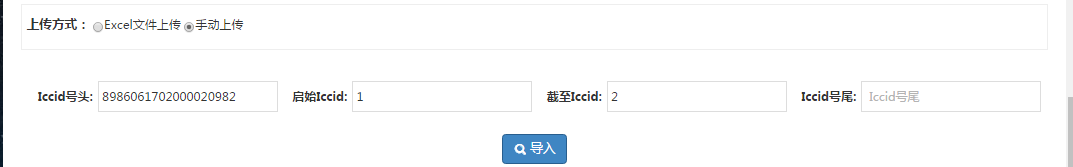 上传方式： Excel文件上传 手动上传
Iccid号头: 8986061702000020982 启始Iccid: 1 截至Iccid: 2 Iccid号尾: Iccid号尾
导入